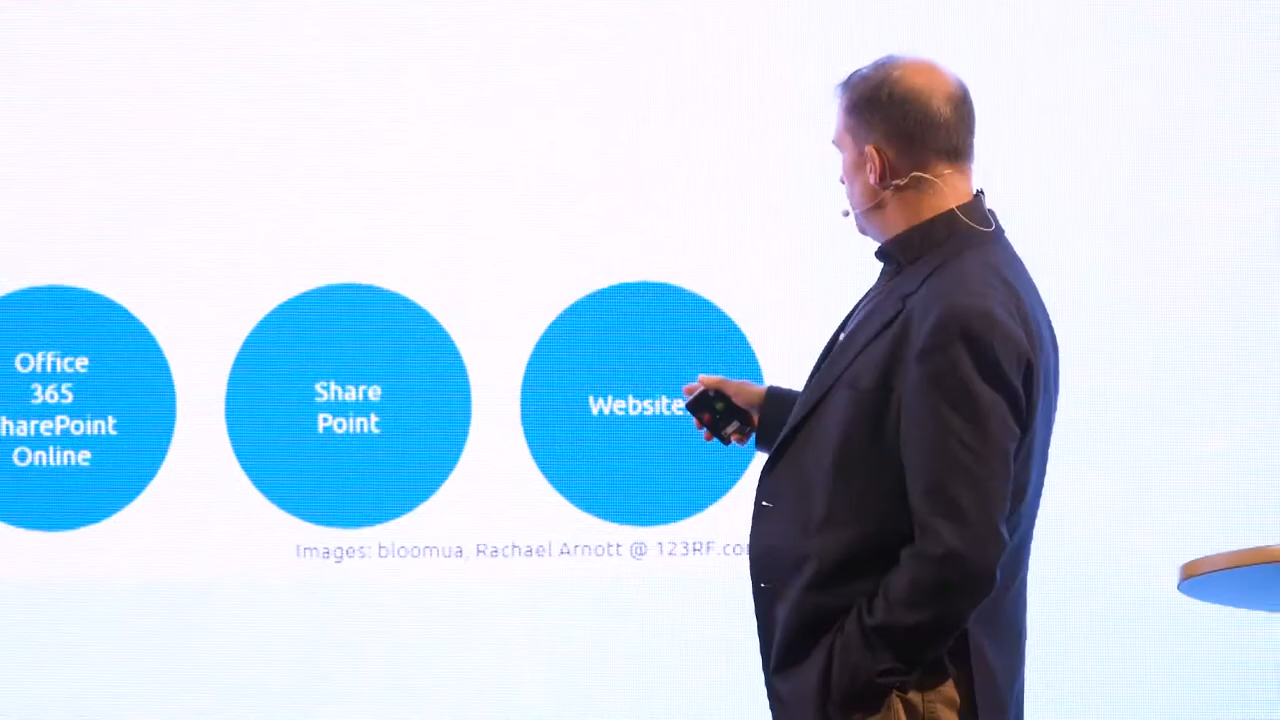 Office
365
harePoint
Online
Share
Point
Website
Images: bloomua, Rachael Arnott @ 123RF.co